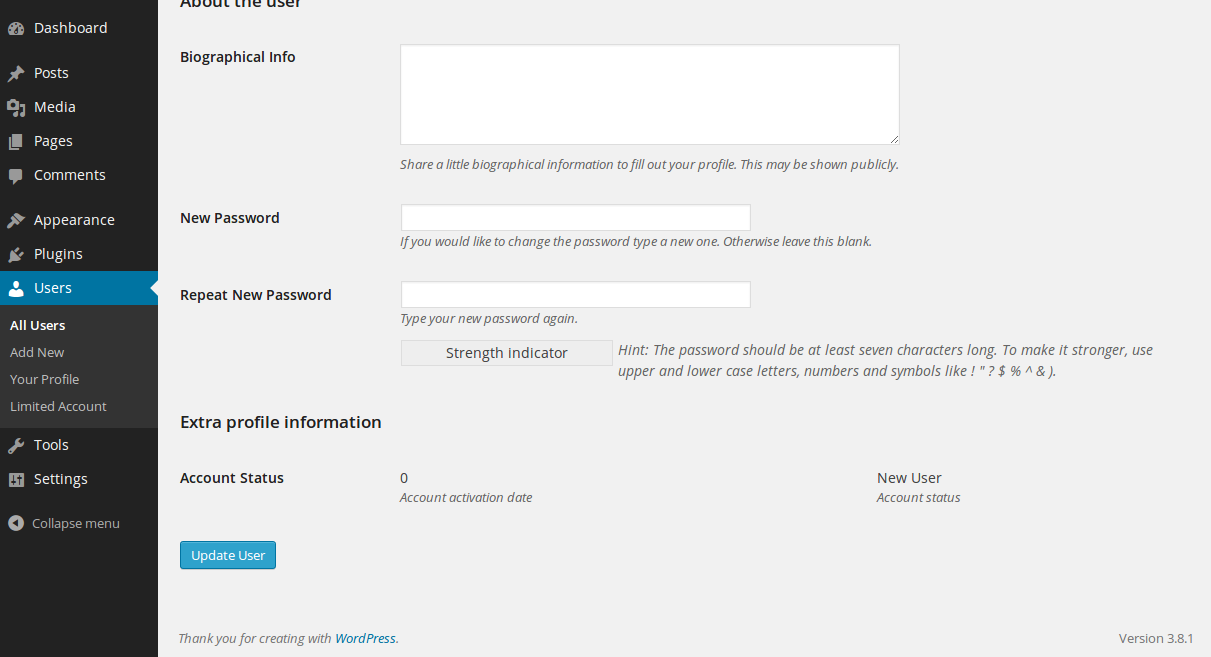 About the user
Dashboard
Posts
Media
Pages
Comments
Appearance
Plugins
Users
All Users
Add New
Your Profile
Limited Account
Tools
Settings
Collapse menu
Biographical Info
Share a little biographical information to fill out your profile. This may be shown publicly.
New Password
If you would like to change the password type a new one. Otherwise leave this blank.
Repeat New Password
Type your new password again.
Strength indicator
Hint: The password should be at least seven characters long. To make it stronger, use
upper and lower case letters, numbers and symbols like ! " ? $ % ^ & ).
Extra profile information
Account Status
0
Account activation date
New User
Account status
Update User
Thank you for creating with WordPress.
Version 3.8.1